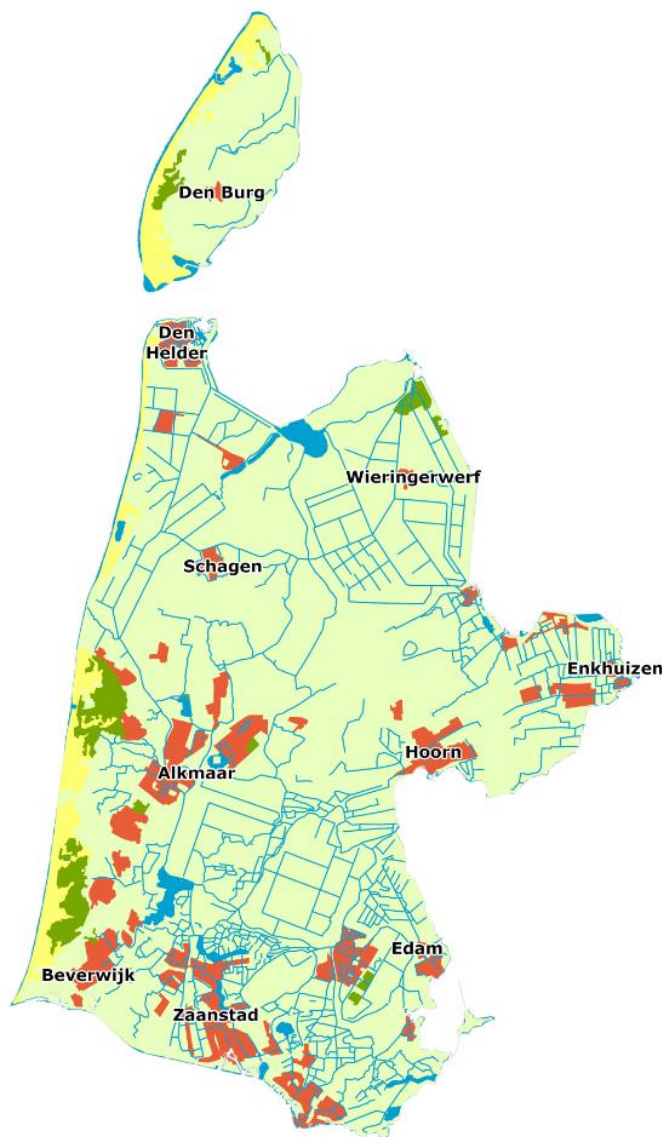 Den Burg
Den
Helder
Wieringerwerf
Schagen
Enkhuizen
Hoorn
Alkmaar
Edam
Beverwijk
Zaanstad